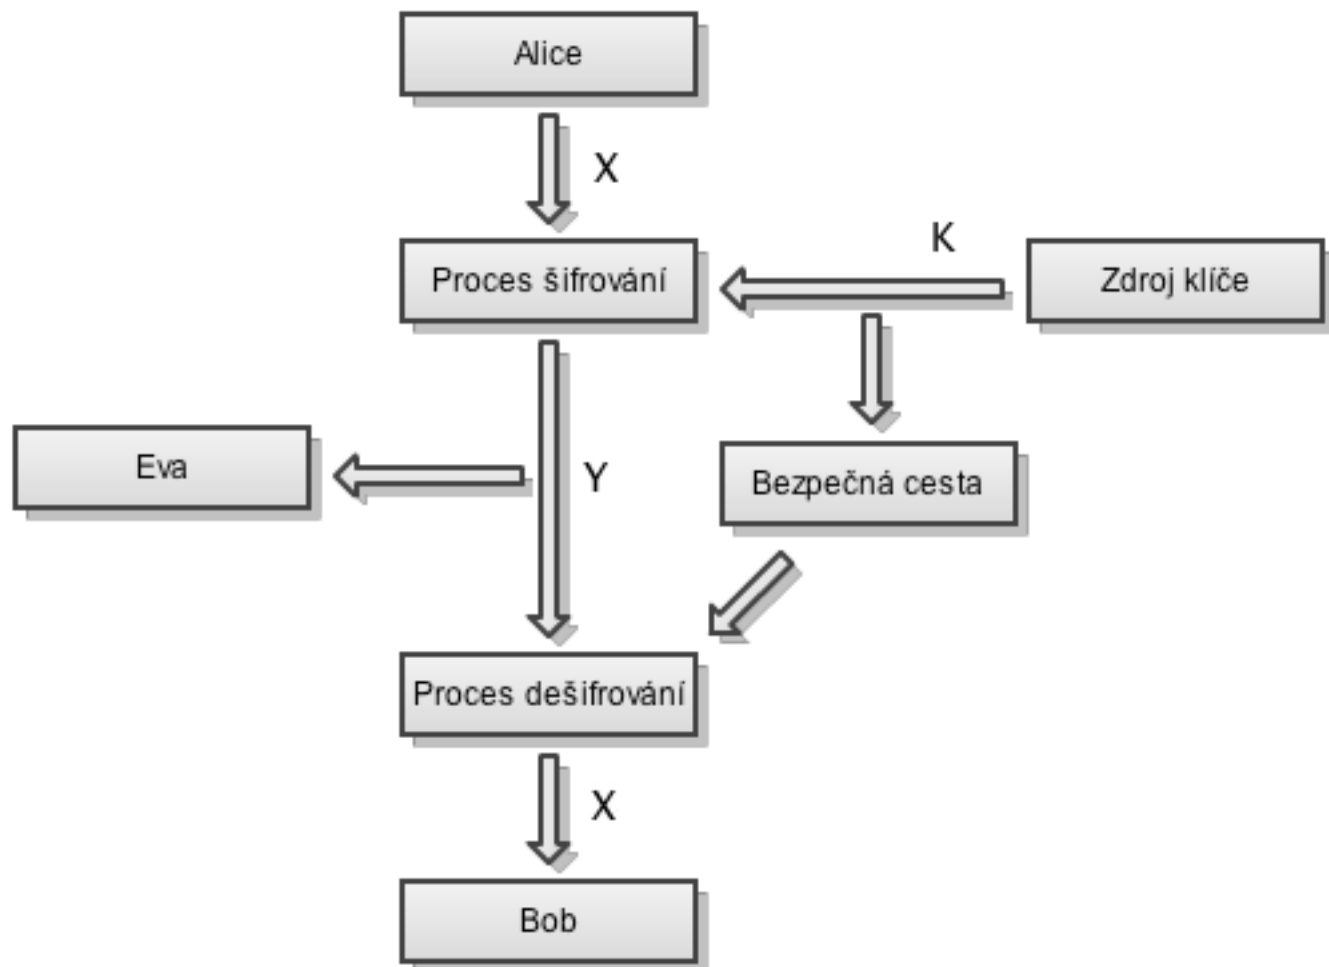 Alice
X
K
Proces šifrování
Zdroj klíče
Eva
Y
Bezpečná cesta
Proces dešifrování
X
Bob